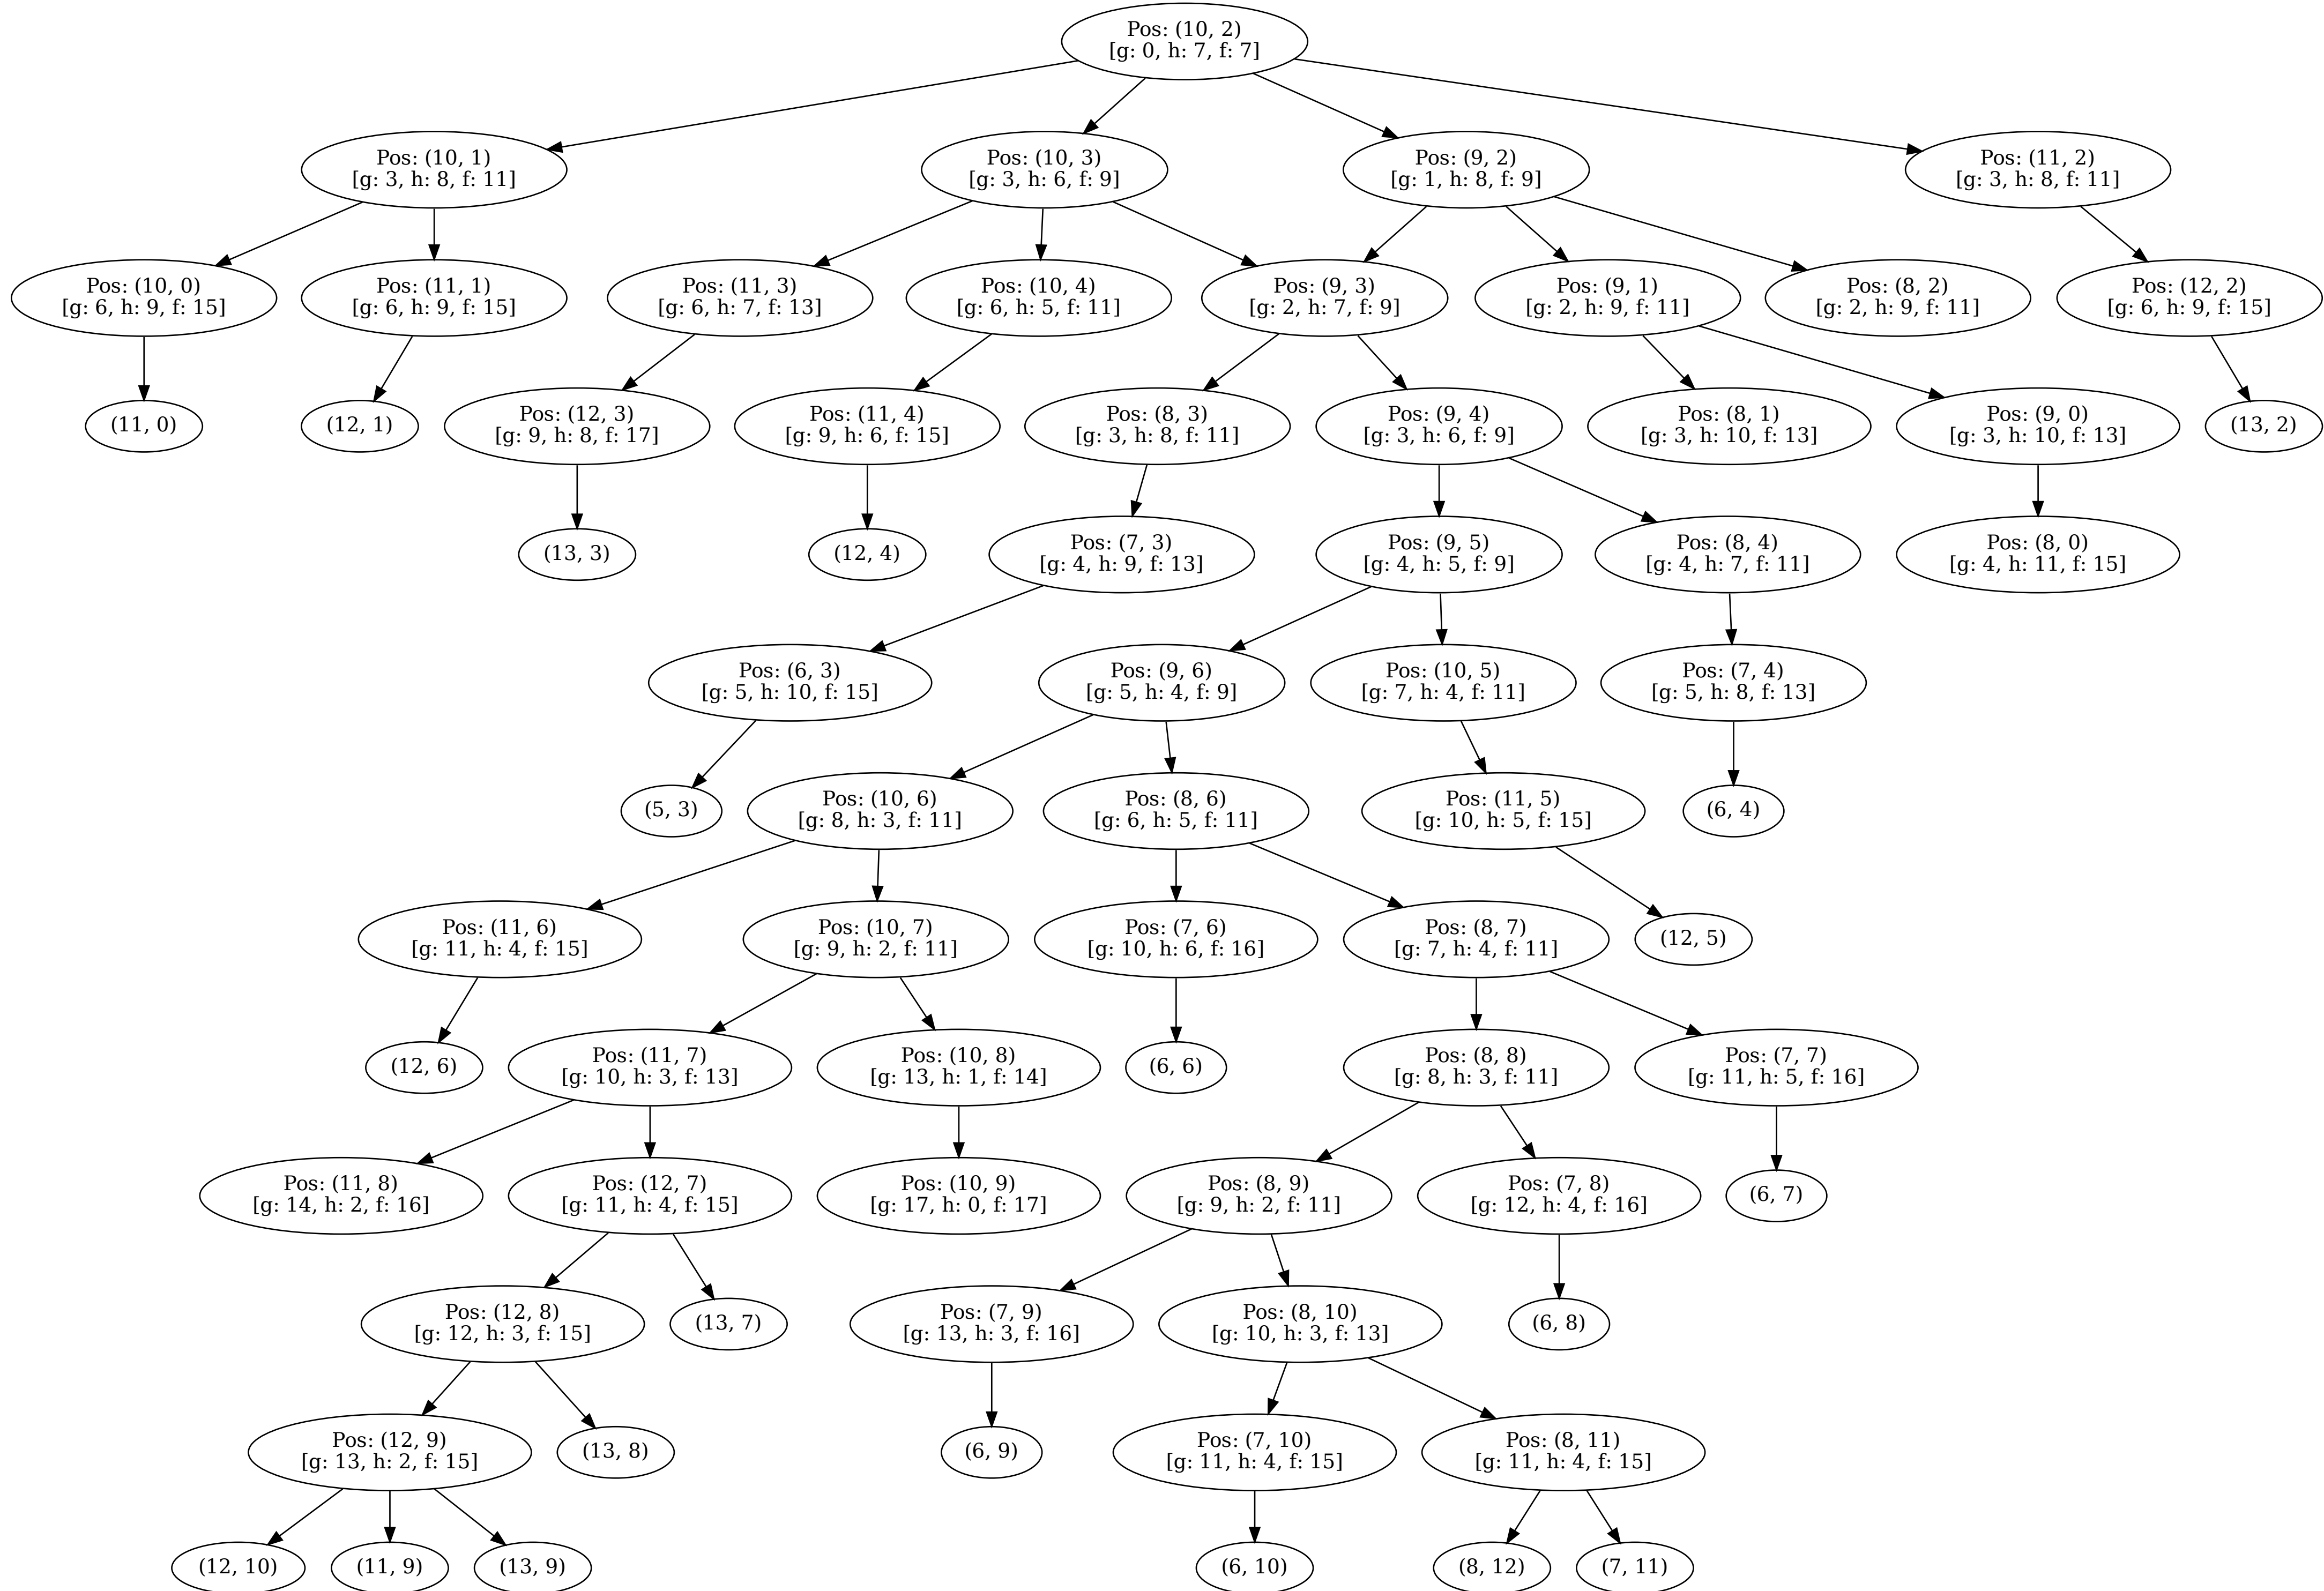 Pos: (10, 2)
[g: 0, h: 7, f: 7]
Pos: (10, 1)
[g: 3, h: 8, f: 11]
Pos: (10, 3)
[g: 3, h: 6, f: 9]
Pos: (9, 2)
[g: 1, h: 8, f: 9]
Pos: (11, 2)
[g: 3, h: 8, f: 11]
Pos: (10, 0)
[g: 6, h: 9, f: 15]
Pos: (11, 1)
[g: 6, h: 9, f: 15]
Pos: (11, 3)
[g: 6, h: 7, f: 13]
Pos: (10, 4)
[g: 6, h: 5, f: 11]
Pos: (9, 3)
[g: 2, h: 7, f: 9]
Pos: (9, 1)
[g: 2, h: 9, f: 11]
Pos: (8, 2)
[g: 2, h: 9, f: 11]
Pos: (12, 2)
[g: 6, h: 9, f: 15]
(11, 0)
(12, 1)
Pos: (12, 3)
[g: 9, h: 8, f: 17]
Pos: (11, 4)
[g: 9, h: 6, f: 15]
Pos: (8, 3)
[g: 3, h: 8, f: 11]
Pos: (9, 4)
[g: 3, h: 6, f: 9]
Pos: (8, 1)
[g: 3, h: 10, f: 13]
Pos: (9, 0)
[g: 3, h: 10, f: 13]
(13, 2)
(13, 3)
(12, 4)
Pos: (7, 3)
[g: 4, h: 9, f: 13]
Pos: (9, 5)
[g: 4, h: 5, f: 9]
Pos: (8, 4)
[g: 4, h: 7, f: 11]
Pos: (8, 0)
[g: 4, h: 11, f: 15]
Pos: (6, 3)
[g: 5, h: 10, f: 15]
Pos: (9, 6)
[g: 5, h: 4, f: 9]
Pos: (10, 5)
[g: 7, h: 4, f: 11]
Pos: (7, 4)
[g: 5, h: 8, f: 13]
(5, 3)
Pos: (10, 6)
[g: 8, h: 3, f: 11]
Pos: (8, 6)
[g: 6, h: 5, f: 11]
Pos: (11, 5)
[g: 10, h: 5, f: 15]
(6, 4)
Pos: (11, 6)
[g: 11, h: 4, f: 15]
Pos: (10, 7)
[g: 9, h: 2, f: 11]
Pos: (7, 6)
[g: 10, h: 6, f: 16]
Pos: (8, 7)
[g: 7, h: 4, f: 11]
(12, 5)
(12, 6)
Pos: (11, 7)
[g: 10, h: 3, f: 13]
Pos: (10, 8)
[g: 13, h: 1, f: 14]
(6, 6)
Pos: (8, 8)
[g: 8, h: 3, f: 11]
Pos: (7, 7)
[g: 11, h: 5, f: 16]
Pos: (11, 8)
[g: 14, h: 2, f: 16]
Pos: (12, 7)
[g: 11, h: 4, f: 15]
Pos: (10, 9)
[g: 17, h: 0, f: 17]
Pos: (8, 9)
[g: 9, h: 2, f: 11]
Pos: (7, 8)
[g: 12, h: 4, f: 16]
(6, 7)
Pos: (12, 8)
[g: 12, h: 3, f: 15]
(13, 7)
Pos: (7, 9)
[g: 13, h: 3, f: 16]
Pos: (8, 10)
[g: 10, h: 3, f: 13]
(6, 8)
Pos: (12, 9)
[g: 13, h: 2, f: 15]
(13, 8)
(6, 9)
Pos: (7, 10)
[g: 11, h: 4, f: 15]
Pos: (8, 11)
[g: 11, h: 4, f: 15]
(12, 10)
(11, 9)
(13, 9)
(6, 10)
(8, 12)
(7, 11)